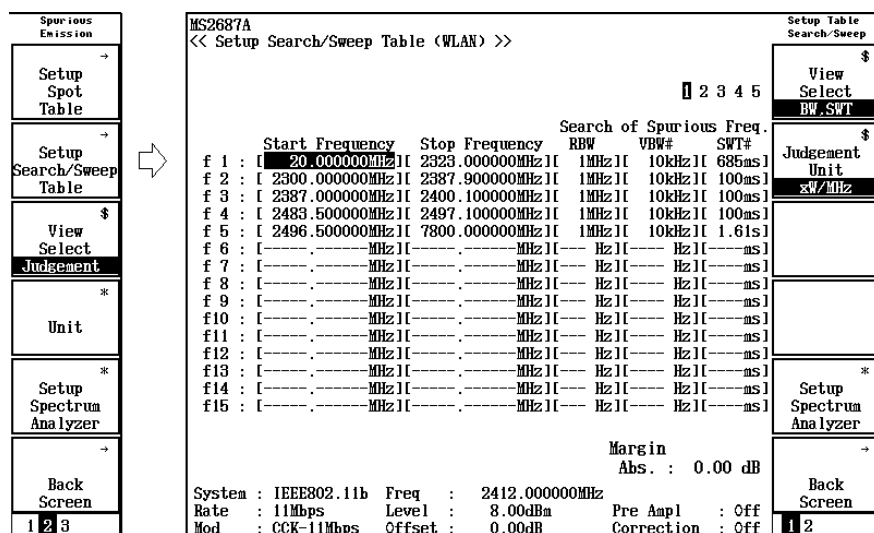 Spurious
Emission
→
Setup
Spot
Table
→
Setup
Search/Sweep
Table
$
View
Select
Judgement
*
Unit
*
Setup
Spectrum
Analyzer
→
Back
Screen
1 2 3
MS2687A
<< Setup Search/Sweep Table (WLAN) >>
1 2 3 4 5
Search of Spurious Freq.
Start Frequency Stop Frequency RBW VBW# SWT#
f 1 : [ 20.000000MHz][ 2323.000000MHz][ 1MHz][ 10kHz][ 685ms]
f 2 : [ 2300.000000MHz][ 2387.900000MHz][ 1MHz][ 10kHz][ 100ms]
f 3 : [ 2387.000000MHz][ 2400.100000MHz][ 1MHz][ 10kHz][ 100ms]
f 4 : [ 2483.500000MHz][ 2497.100000MHz][ 1MHz][ 10kHz][ 100ms]
f 5 : [ 2496.500000MHz][ 7800.000000MHz][ 1MHz][ 10kHz][ 1.61s]
f 6 : [-----.------MHz][-----.------MHz][--- Hz][---- Hz][----ms]
f 7 : [-----.------MHz][-----.------MHz][--- Hz][---- Hz][----ms]
f 8 : [-----.------MHz][-----.------MHz][--- Hz][---- Hz][----ms]
f 9 : [-----.------MHz][-----.------MHz][--- Hz][---- Hz][----ms]
f10 : [-----.------MHz][-----.------MHz][--- Hz][---- Hz][----ms]
f11 : [-----.------MHz][-----.------MHz][--- Hz][---- Hz][----ms]
f12 : [-----.------MHz][-----.------MHz][--- Hz][---- Hz][----ms]
f13 : [-----.------MHz][-----.------MHz][--- Hz][---- Hz][----ms]
f14 : [-----.------MHz][-----.------MHz][--- Hz][---- Hz][----ms]
f15 : [-----.------MHz][-----.------MHz][--- Hz][---- Hz][----ms]
Margin
Abs. : 0.00 dB
System : IEEE802.11b Freq : 2412.000000MHz
Rate : 11Mbps Level : 8.00dBm Pre Ampl : Off
Mod : CCK-11Mbps Offset : 0.00dB Correction : Off
Setup Table
Search/Sweep
$
View
Select
BW,SWT
$
Judgement
Unit
xW/MHz
*
Setup
Spectrum
Analyzer
→
Back
Screen
1 2